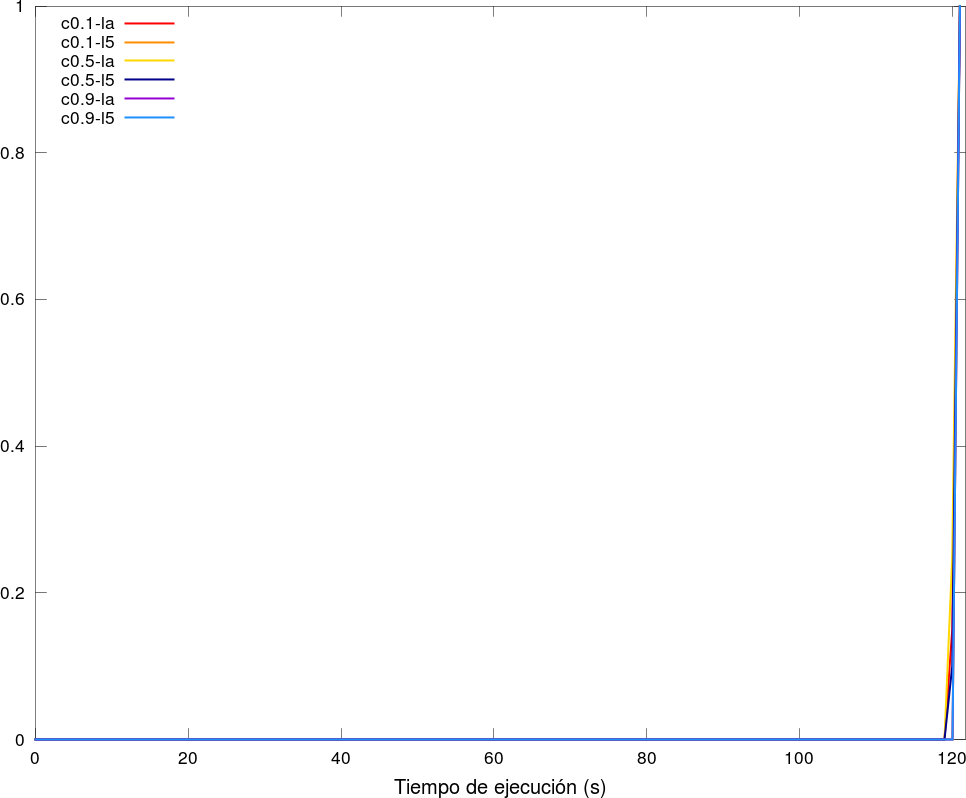 1
0.8
0.6
0.4
0.2
0
c0.1-la
c0.1-l5
c0.5-la
c0.5-l5
c0.9-la
c0.9-l5
0 20 40 60 80 100 120
Tiempo de ejecución (s)